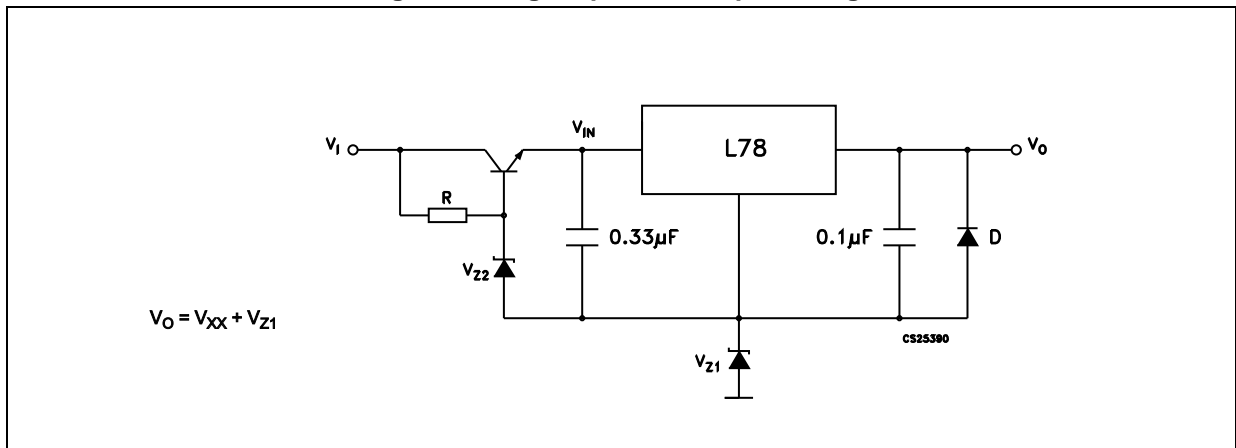 V_I
V_IN
L78
V_O
R
0.33µF
0.1µF
D
V_Z2
V_O = V_XX + V_Z1
CS25390
V_Z1